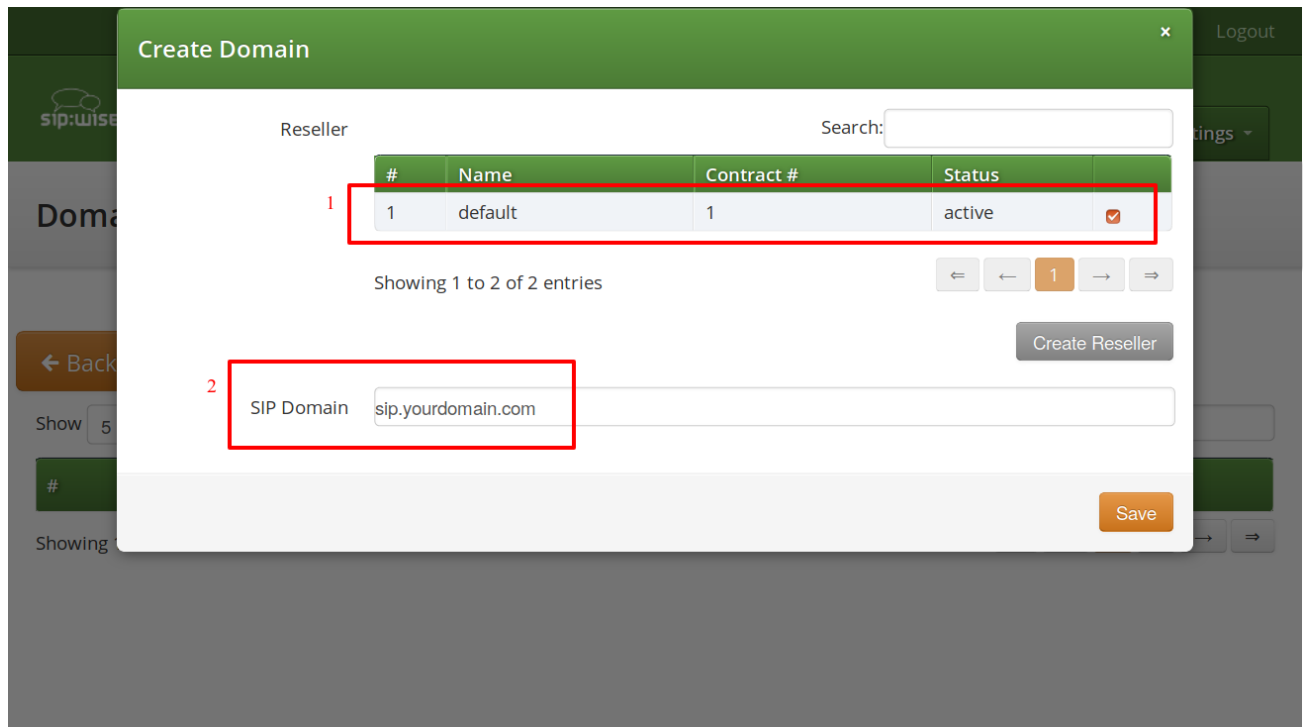 Logout
Create Domain ×
sip:wise
tings
Reseller
Search:
# Name Contract # Status
1
1 default 1 active
Doma
Showing 1 to 2 of 2 entries
⇐ ← 1 → ⇒
Create Reseller
← Back
2
SIP Domain sip.yourdomain.com
Show 5
#
Save
Showing
→ ⇒